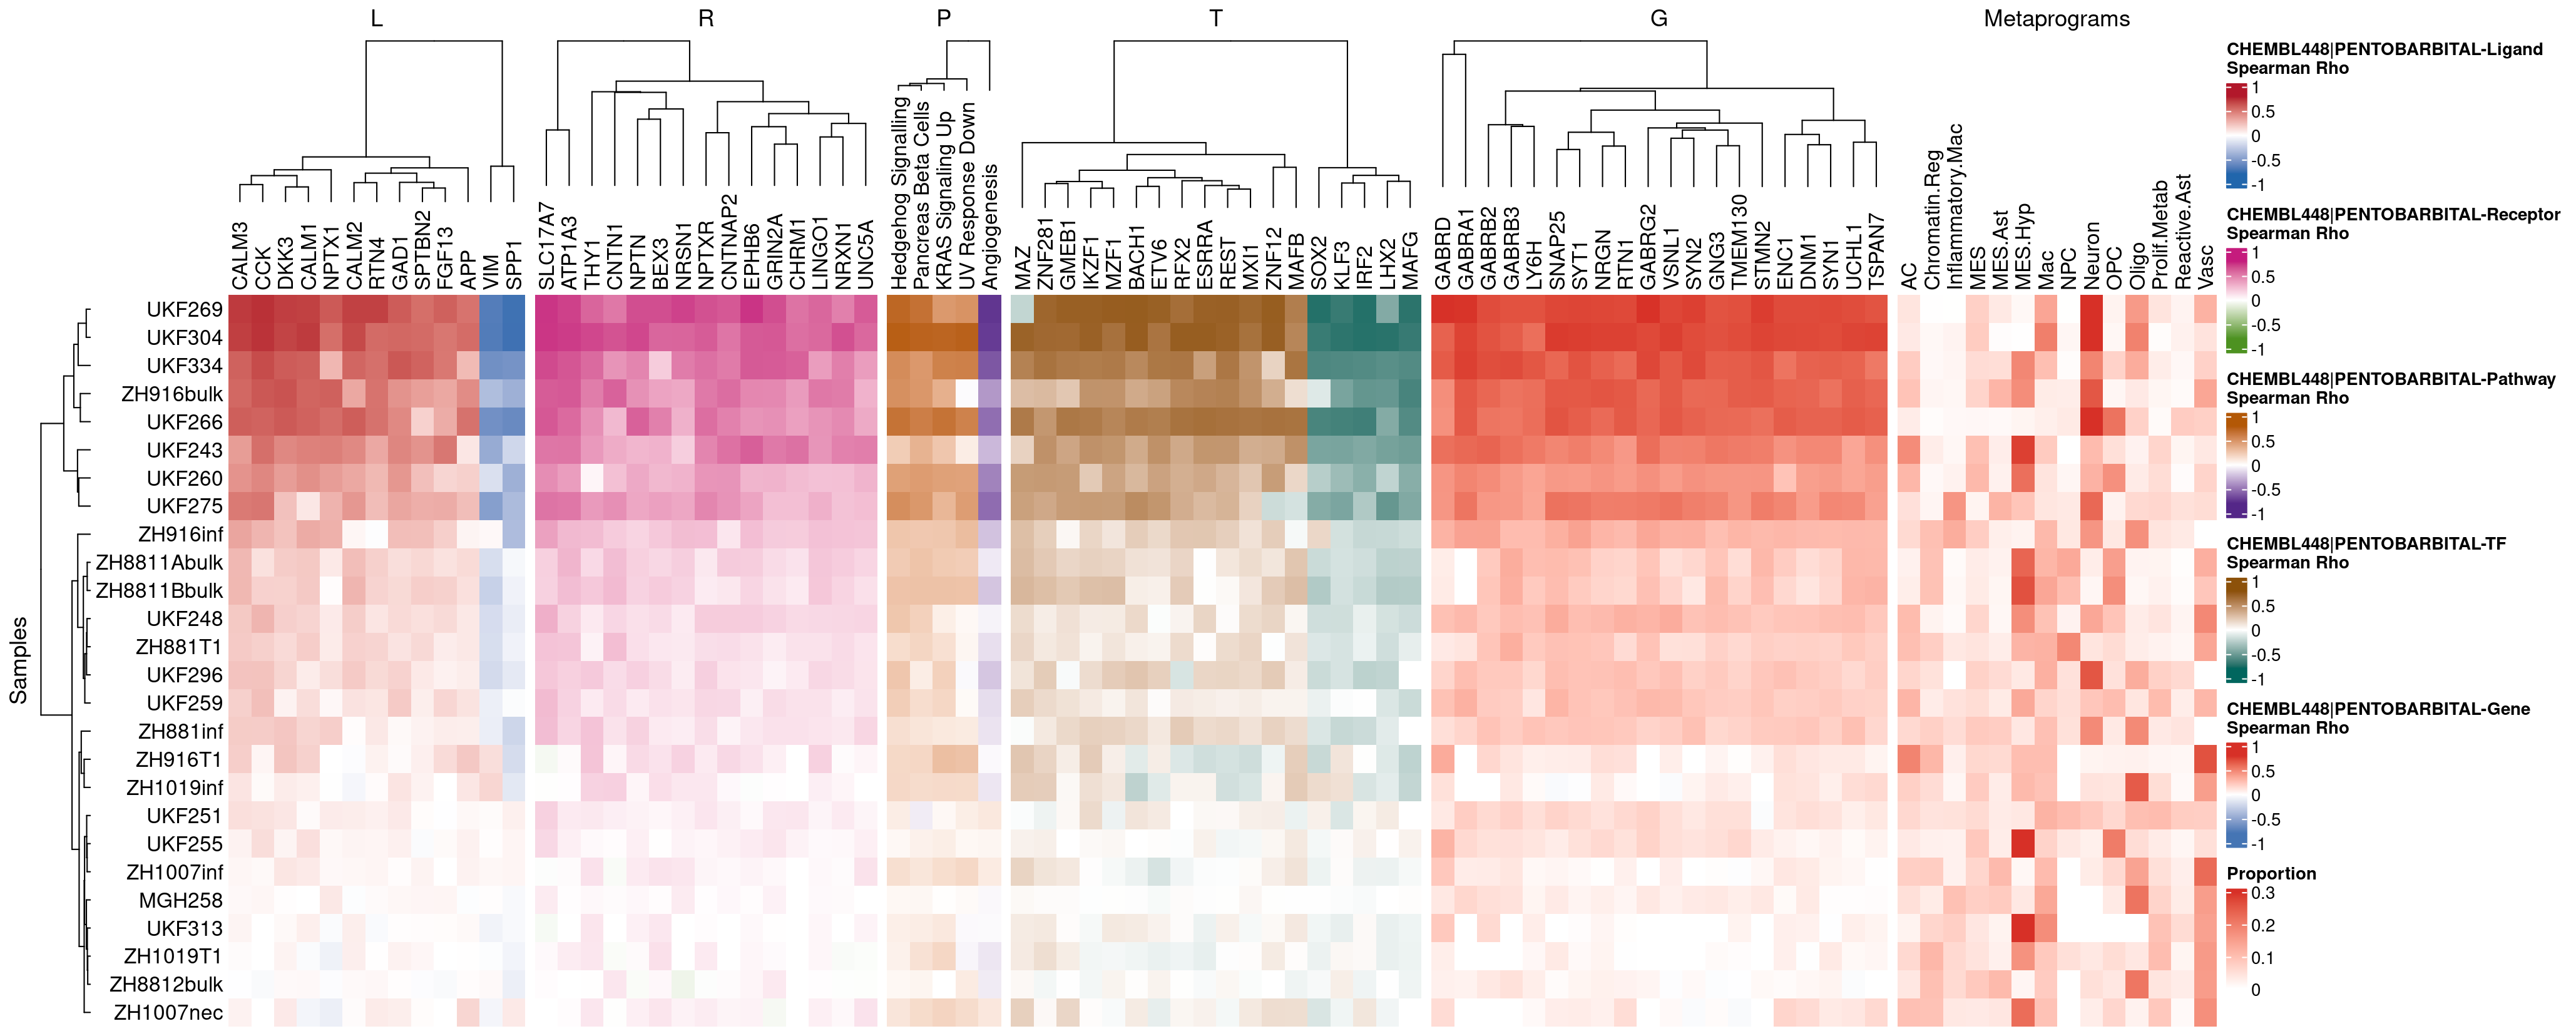 L R P T G Metaprograms
CALM3 CCK DKK3 CALM1 NPTX1 CALM2 RTN4 GAD1 SPTBN2 FGF13 APP VIM SPP1
SLC17A7 ATP1A3 THY1 CNTN1 NPTN BEX3 NRSN1 NPTXR CNTNAP2 EPHB6 GRIN2A CHRM1 LINGO1 NRXN1 UNC5A
Hedgehog Signalling
Pancreas Beta Cells
KRAS Signaling Up
UV Response Down
Angiogenesis
MAZ ZNF281 GMEB1 IKZF1 MZF1 BACH1 ETV6 RFX2 ESRRA REST MXI1 ZNF12 MAFB SOX2 KLF3 IRF2 LHX2 MAFG
GABRD GABRA1 GABRB2 GABRB3 LY6H SNAP25 SYT1 NRGN RTN1 GABRG2 VSNL1 SYN2 GNG3 TMEM130 STMN2 ENC1 DNM1 SYN1 UCHL1 TSPAN7
AC Chromatin.Reg Inflammatory.Mac MES MES.Ast MES.Hyp Mac NPC Neuron OPC Oligo Prolif.Metab Reactive.Ast Vasc
Samples
UKF269
UKF304
UKF334
ZH916bulk
UKF266
UKF243
UKF260
UKF275
ZH916inf
ZH8811Abulk
ZH8811Bbulk
UKF248
ZH881T1
UKF296
UKF259
ZH881inf
ZH916T1
ZH1019inf
UKF251
UKF255
ZH1007inf
MGH258
UKF313
ZH1019T1
ZH8812bulk
ZH1007nec
CHEMBL448|PENTOBARBITAL-Ligand
Spearman Rho
1
0.5
0
-0.5
-1
CHEMBL448|PENTOBARBITAL-Receptor
Spearman Rho
1
0.5
0
-0.5
-1
CHEMBL448|PENTOBARBITAL-Pathway
Spearman Rho
1
0.5
0
-0.5
-1
CHEMBL448|PENTOBARBITAL-TF
Spearman Rho
1
0.5
0
-0.5
-1
CHEMBL448|PENTOBARBITAL-Gene
Spearman Rho
1
0.5
0
-0.5
-1
Proportion
0.3
0.2
0.1
0